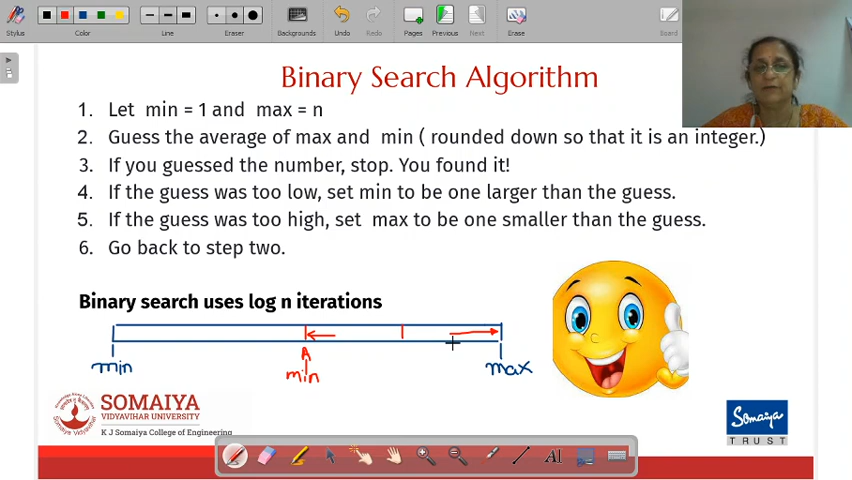 Stylus
Color
Line
Eraser
Backgrounds
Undo
Redo
Pages
Previous
Next
Erase
Board
Binary Search Algorithm
1. Let min = 1 and max = n
2. Guess the average of max and min ( rounded down so that it is an integer.)
3. If you guessed the number, stop. You found it!
4. If the guess was too low, set min to be one larger than the guess.
5. If the guess was too high, set max to be one smaller than the guess.
6. Go back to step two.
Binary search uses log n iterations
min
A
min
max
SOMAIYA
VIDYAVIHAR UNIVERSITY
K J Somaiya College of Engineering
Somaiya
TRUST
AI